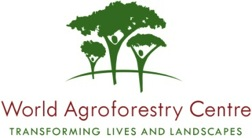 World Agroforestry Centre
TRANSFORMING LIVES AND LANDSCAPES